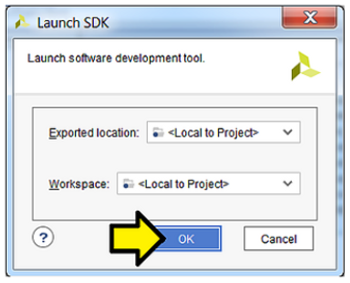 Launch SDK
Launch software development tool.
Exported location: <Local to Project>
Workspace: <Local to Project>
? OK Cancel